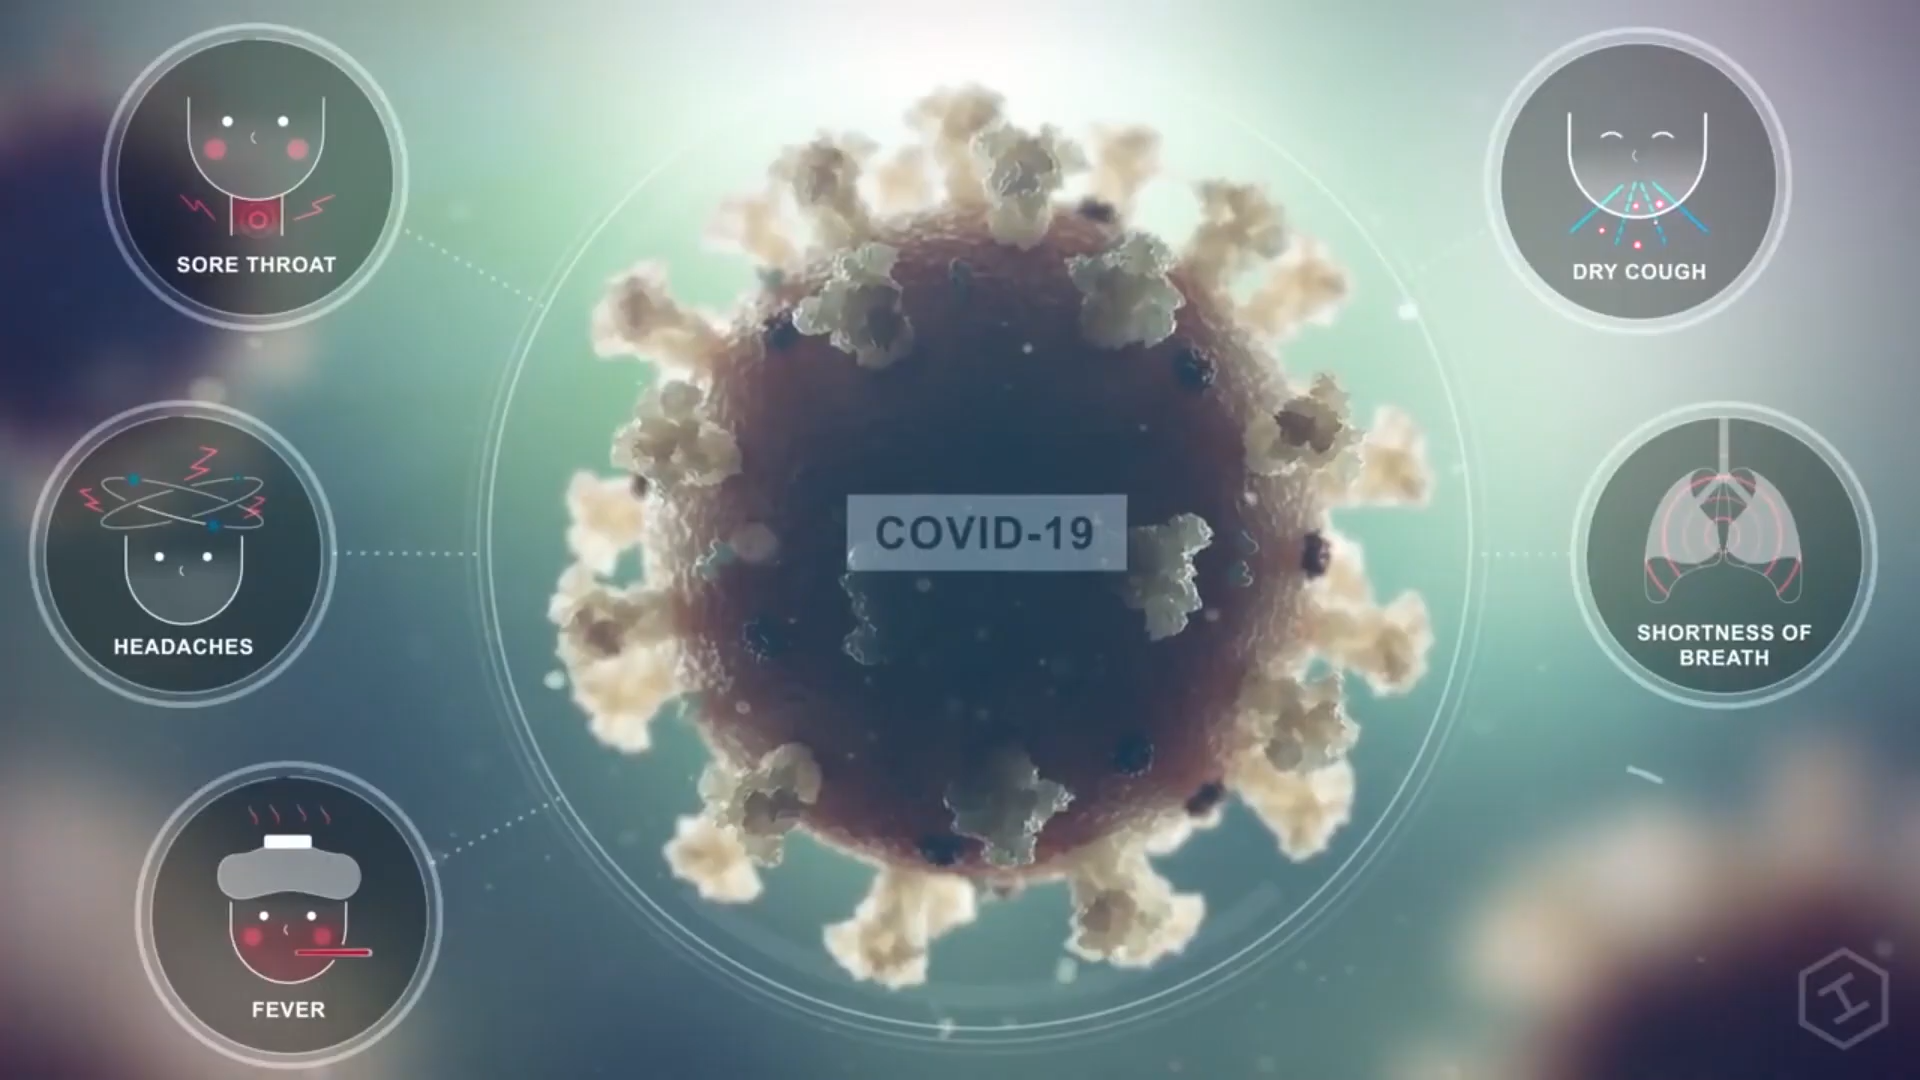 SORE THROAT
DRY COUGH
COVID-19
HEADACHES
SHORTNESS OF
BREATH
FEVER